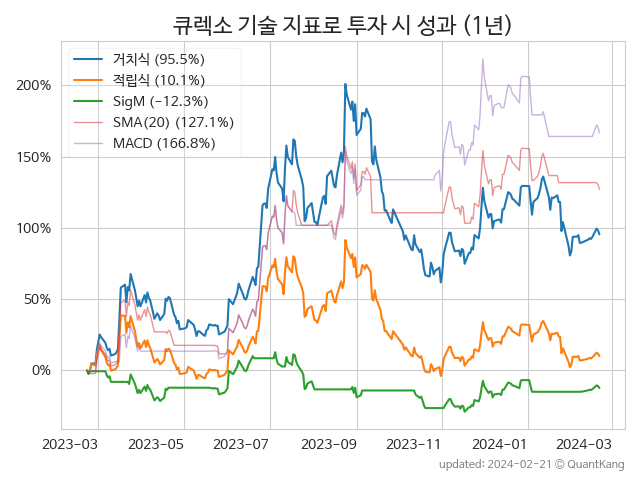 큐렉소 기술 지표로 투자 시 성과 (1년)
거치식 (95.5%)
적립식 (10.1%)
SigM (−12.3%)
SMA(20) (127.1%)
MACD (166.8%)
200%
150%
100%
50%
0%
2023-03 2023-05 2023-07 2023-09 2023-11 2024-01 2024-03
updated: 2024-02-21 © QuantKang